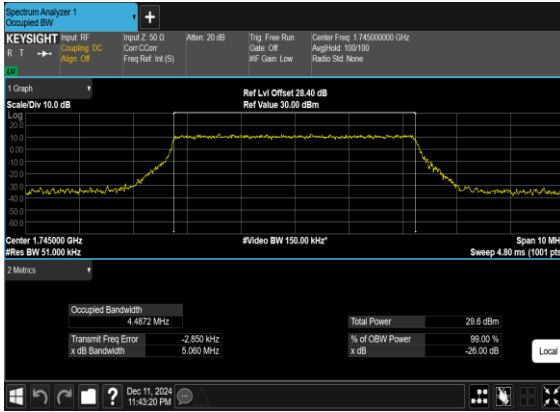 Spectrum Analyzer 1
Occupied BW
+
KEYSIGHT Input: RF Input Z: 50 Ω Atten: 20 dB Trig: Free Run Center Freq: 1.745000000 GHz
R T Coupling: DC Corr CCorr Gate: Off Avg|Hold: 100/100
Align: Off Freq Ref: Int (S) #IF Gain: Low Radio Std: None
1 Graph
Ref Lvl Offset 28.40 dB
Scale/Div 10.0 dB Ref Value 30.00 dBm
Log
20.0
10.0
0.00
-10.0
-20.0
-30.0
-40.0
-50.0
-60.0
Center 1.745000 GHz #Video BW 150.00 kHz* Span 10 MH
#Res BW 51.000 kHz Sweep 4.80 ms (1001 pts
2 Metrics
Occupied Bandwidth
4.4872 MHz Total Power 29.6 dBm
Transmit Freq Error -2.850 kHz % of OBW Power 99.00 %
x dB Bandwidth 5.060 MHz x dB -26.00 dB
Local
? Dec 11, 2024
11:43:20 PM